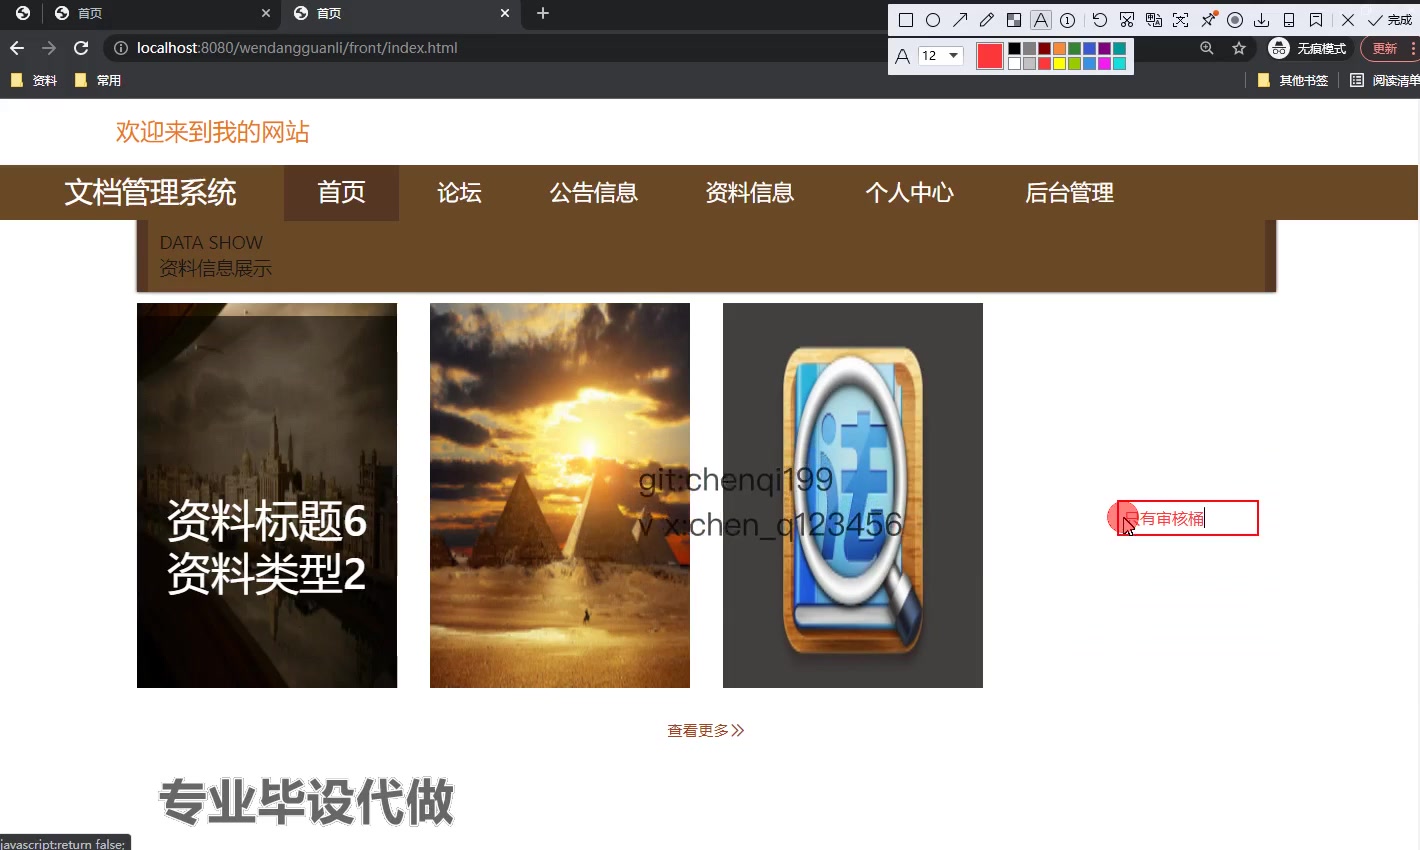 首页
首页
完成
localhost:8080/wendangguanli/front/index.html
无痕模式
更新
A 12
资料
常用
其他书签
阅读清单
欢迎来到我的网站
文档管理系统
首页
论坛
公告信息
资料信息
个人中心
后台管理
DATA SHOW
资料信息展示
资料标题6
资料类型2
法
git:chenqi199
v x:chen_q123456
只有审核桶
查看更多
专业毕设代做
javascript:return false;